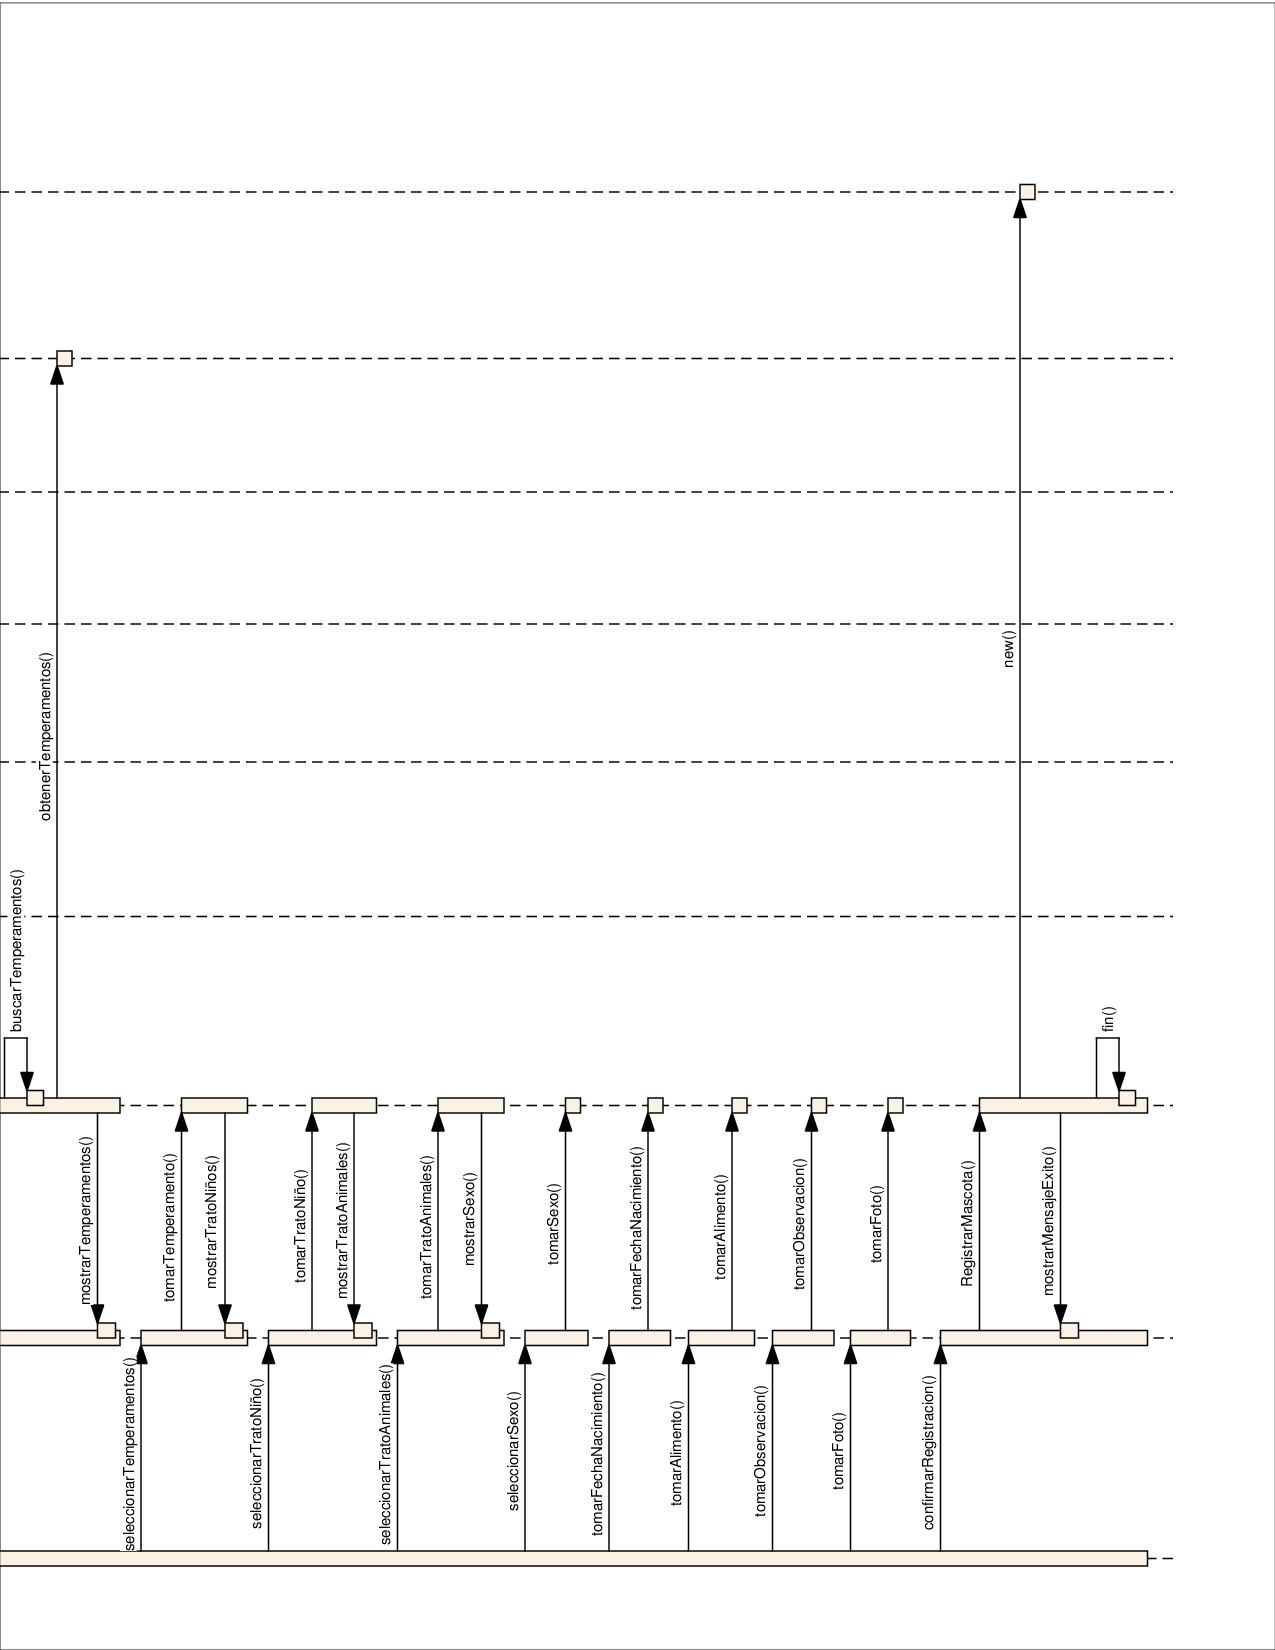 buscarTemperamentos()
obtenerTemperamentos()
mostrarTemperamentos()
seleccionarTemperamentos()
tomarTemperamento()
mostrarTratoNiños()
seleccionarTratoNiño()
tomarTratoNiño()
mostrarTratoAnimales()
seleccionarTratoAnimales()
tomarTratoAnimales()
mostrarSexo()
seleccionarSexo()
tomarSexo()
tomarFechaNacimiento()
tomarFechaNacimiento()
tomarAlimento()
tomarAlimento()
tomarObservacion()
tomarObservacion()
tomarFoto()
tomarFoto()
confirmarRegistracion()
RegistrarMascota()
new()
mostrarMensajeExito()
fin()